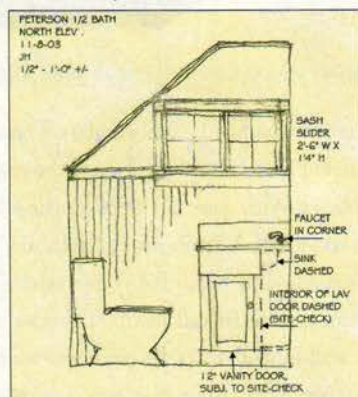 PETERSON 1/2 BATH
NORTH ELEV.
11-8-03
JH
1/2" - 1'-0" +/-
SASH
SLIDER
2'-6" W X
1'4" H
FAUCET
IN CORNER
SINK
DASHED
INTERIOR OF LAV
DOOR DASHED
(SITE-CHECK)
12" VANITY DOOR,
SUBJ. TO SITE-CHECK